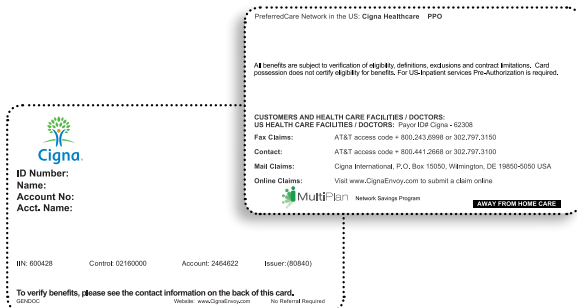 PreferredCare Network in the US: Cigna Healthcare PPO
All benefits are subject to verification of eligibility, definitions, exclusions and contract limitations. Card
possession does not certify eligibility for benefits. For US-Inpatient services Pre-Authorization is required.
CUSTOMERS AND HEALTH CARE FACILITIES / DOCTORS:
US HEALTH CARE FACILITIES / DOCTORS: Payor ID# Cigna - 62308
Fax Claims: AT&T access code + 800.243.6998 or 302.797.3150
Contact: AT&T access code + 800.441.2668 or 302.797.3100
Mail Claims: Cigna International, P.O. Box 15050, Wilmington, DE 19850-5050 USA
Online Claims: Visit www.CignaEnvoy.com to submit a claim online
MultiPlan Network Savings Program
AWAY FROM HOME CARE
Cigna
ID Number:
Name:
Account No:
Acct. Name:
IIN: 600428 Control: 02160000 Account: 2464622 Issuer:(80840)
To verify benefits, please see the contact information on the back of this card.
GENDOC Website: www.CignaEnvoy.com No Referral Required